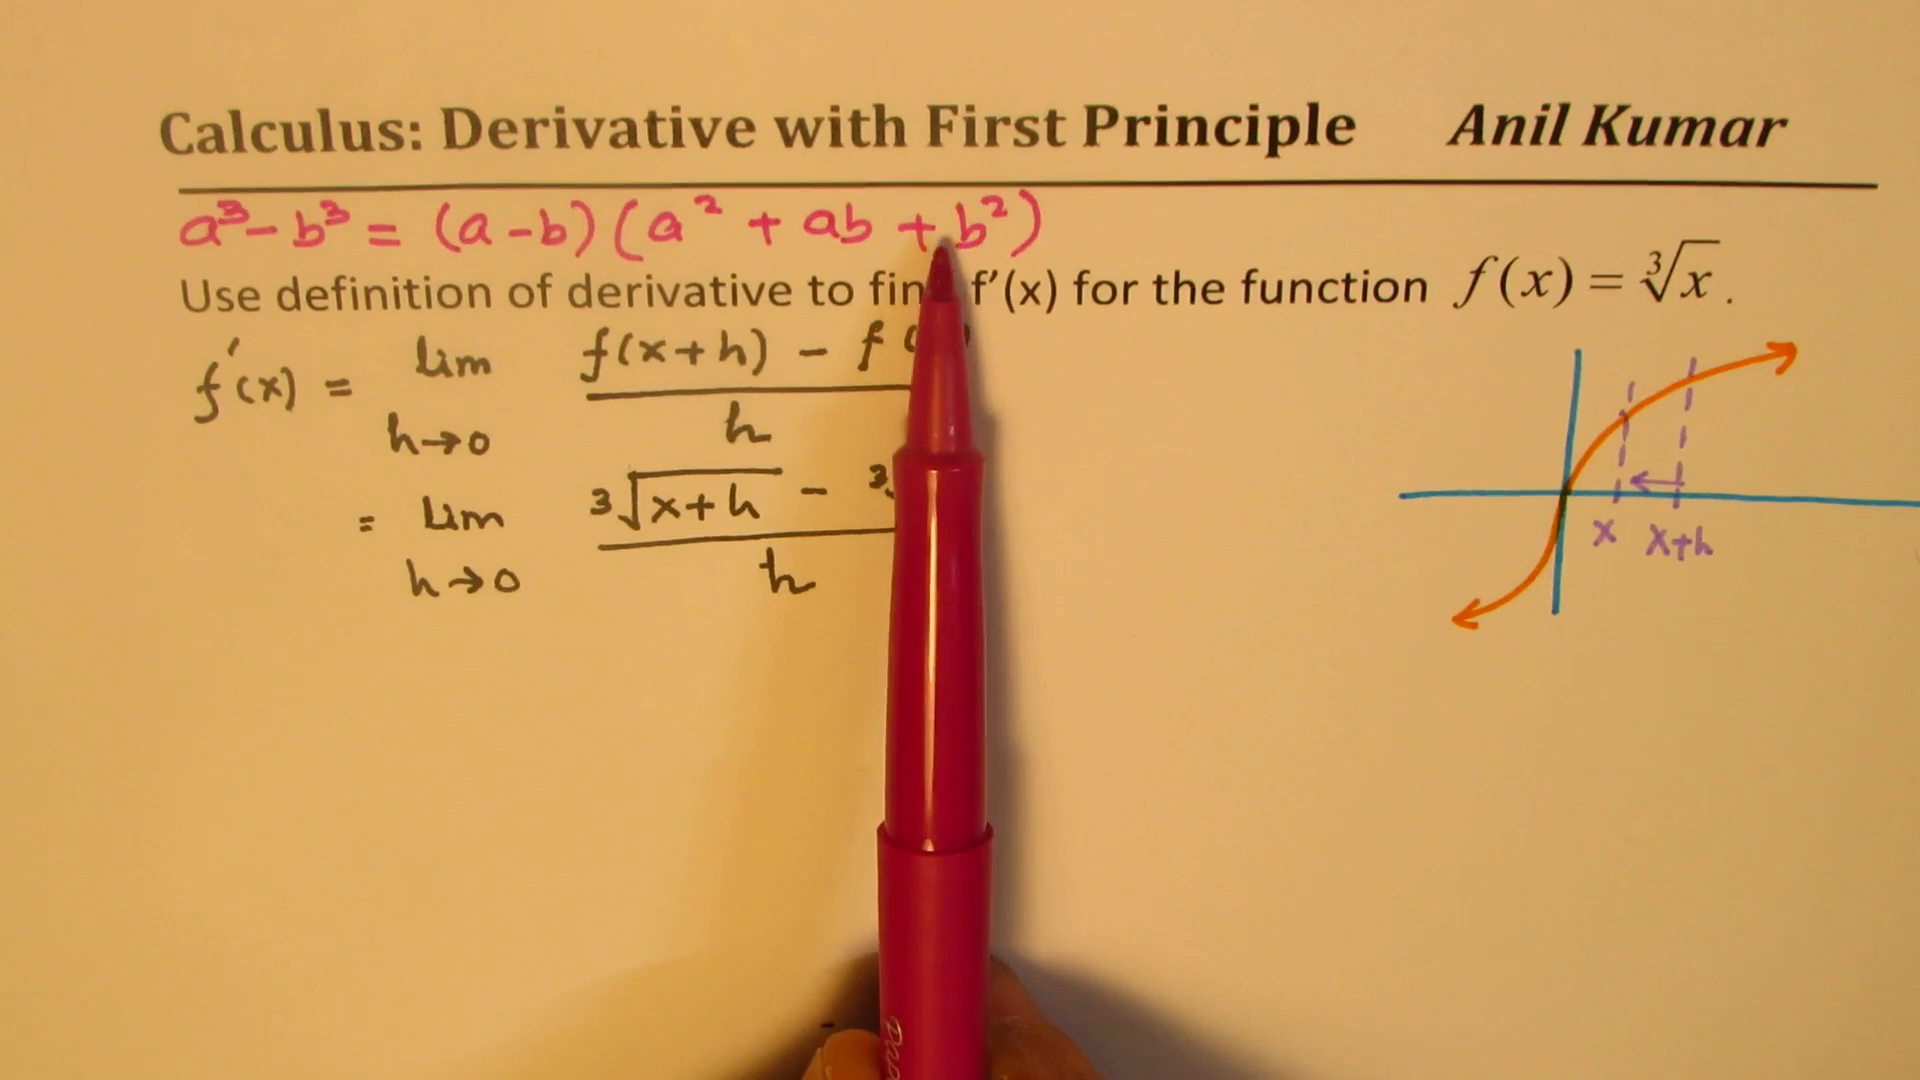 Calculus: Derivative with First Principle Anil Kumar
a³ - b³ = (a - b)(a² + ab + b²)
Use definition of derivative to fin f′(x) for the function f(x) = ∛x.
f′(x) = lim h→0 f(x+h) - f( / h
= lim h→0 ∛(x+h) - 3 / h
x x+h